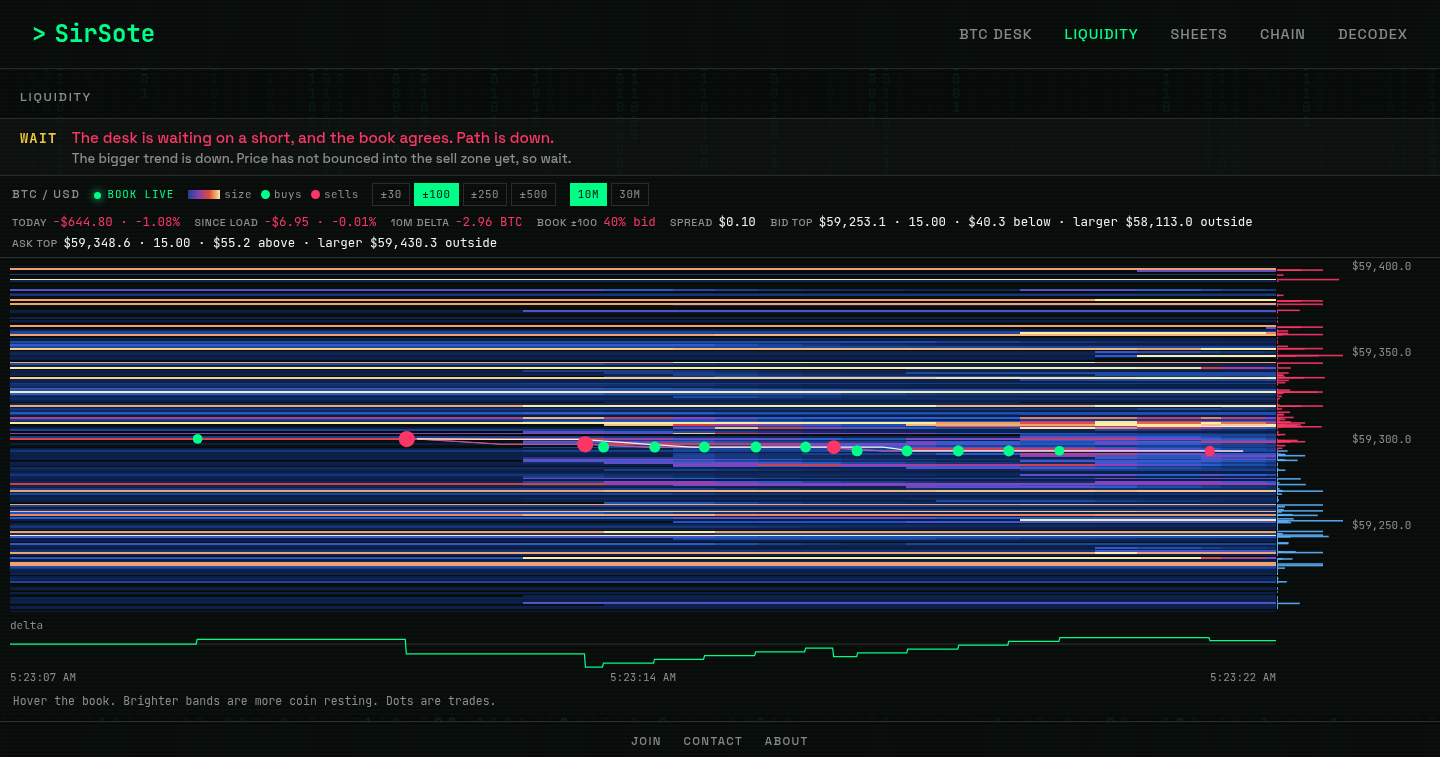 > SirSote
BTC DESK LIQUIDITY SHEETS CHAIN DECODEX
LIQUIDITY
WAIT The desk is waiting on a short, and the book agrees. Path is down.
The bigger trend is down. Price has not bounced into the sell zone yet, so wait.
BTC / USD BOOK LIVE size buys sells ±30 ±100 ±250 ±500 10M 30M
TODAY -$644.80 · -1.08% SINCE LOAD -$6.95 · -0.01% 10M DELTA -2.96 BTC BOOK ±100 40% bid SPREAD $0.10 BID TOP $59,253.1 · 15.00 · $40.3 below · larger $58,113.0 outside
ASK TOP $59,348.6 · 15.00 · $55.2 above · larger $59,430.3 outside
$59,400.0
$59,350.0
$59,300.0
$59,250.0
delta
5:23:07 AM 5:23:14 AM 5:23:22 AM
Hover the book. Brighter bands are more coin resting. Dots are trades.
JOIN CONTACT ABOUT